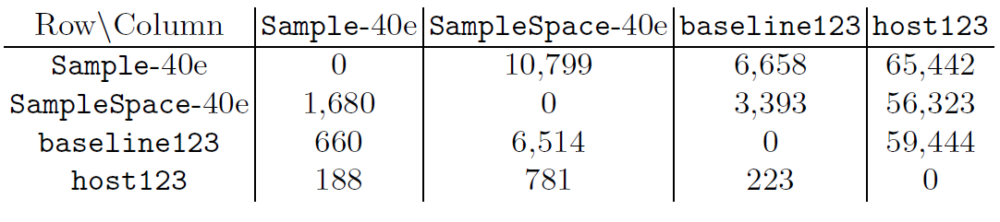 Row\Column Sample-40e SampleSpace-40e baseline123 host123
Sample-40e 0 10,799 6,658 65,442
SampleSpace-40e 1,680 0 3,393 56,323
baseline123 660 6,514 0 59,444
host123 188 781 223 0